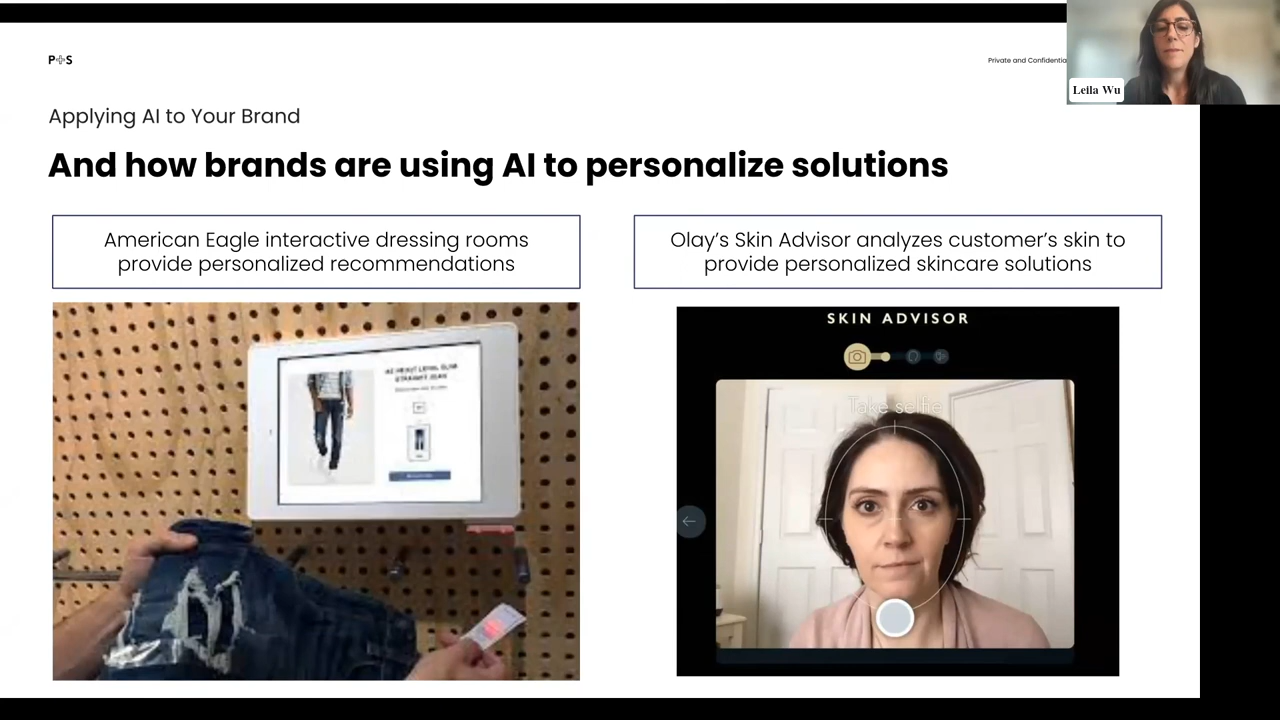 P+S
Private and Confidentia
Leila Wu
Applying AI to Your Brand
And how brands are using AI to personalize solutions
American Eagle interactive dressing rooms
provide personalized recommendations
Olay’s Skin Advisor analyzes customer’s skin to
provide personalized skincare solutions
SKIN ADVISOR
Take selfie